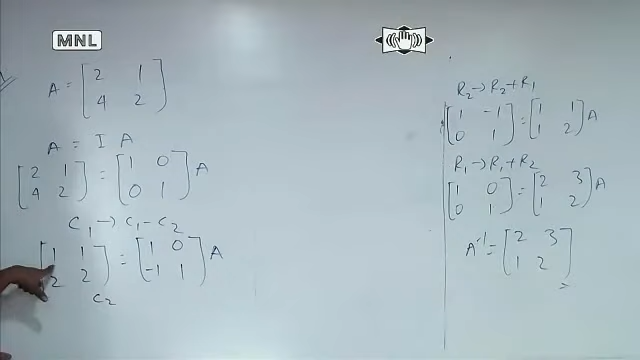 MNL
A = [ 2 1
4 2 ]
A = I A
[ 2 1
4 2 ] = [ 1 0
0 1 ] A
C₁ → C₁ - C₂
[ 1 1
2 2 ] = [ 1 0
-1 1 ] A
C₂
R₂ → R₂ + R₁
[ 1 -1
0 1 ] = [ 1 1
1 2 ] A
R₁ → R₁ + R₂
[ 1 0
0 1 ] = [ 2 3
1 2 ] A
A⁻¹ = [ 2 3
1 2 ]